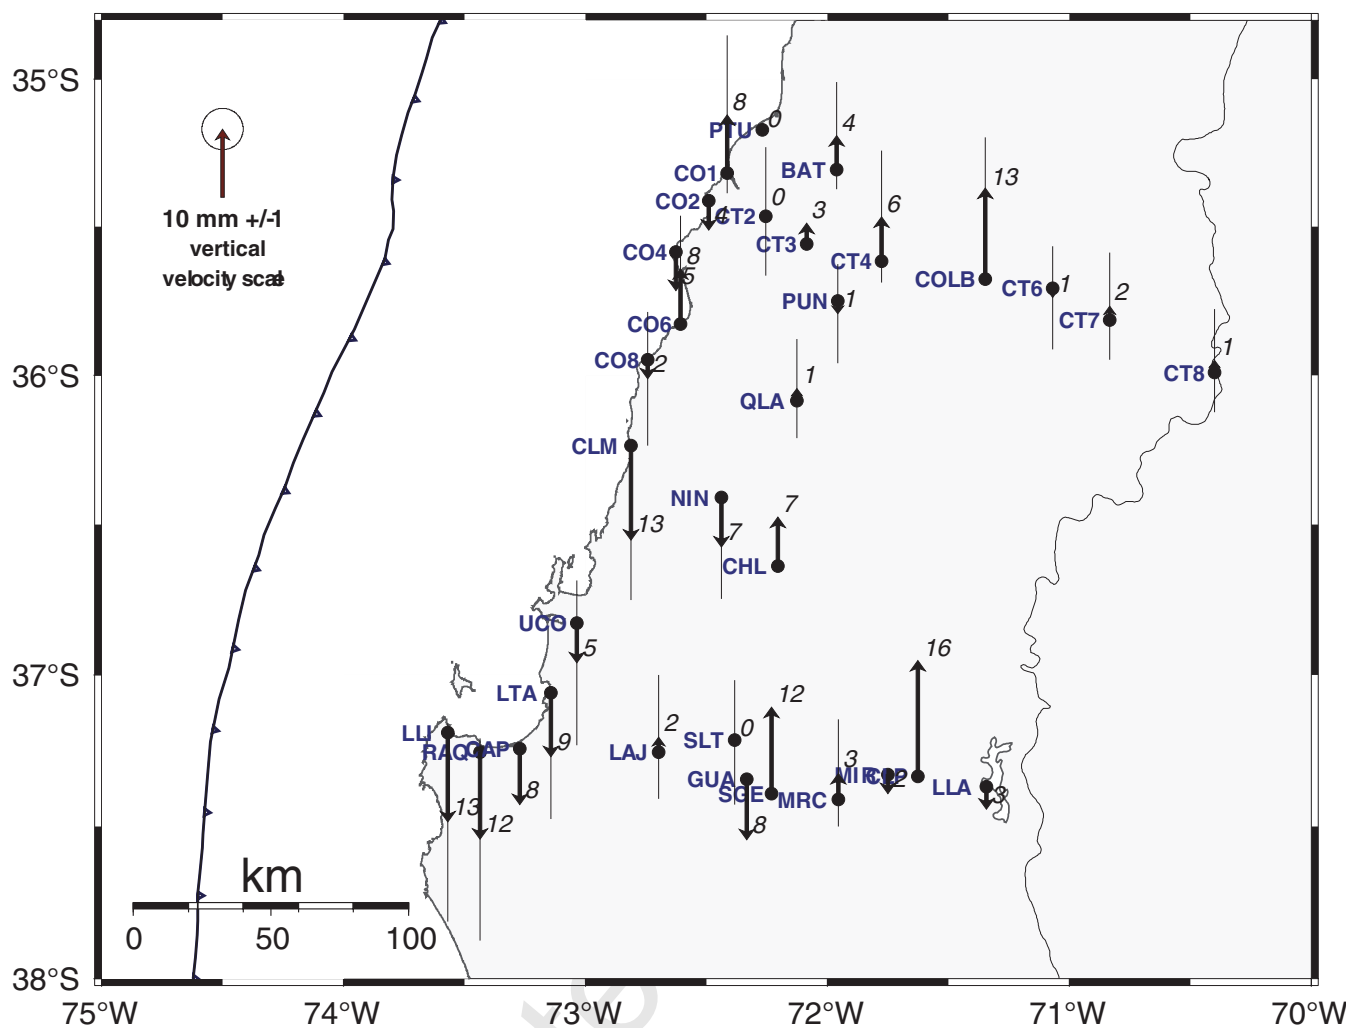 35°S
36°S
37°S
38°S
75°W
74°W
73°W
72°W
71°W
70°W
10 mm +/-1
vertical
velocity scale
8
PTU
0
CO1
BAT
4
CO2
4
CT2
0
CT3
3
CT4
6
COLB
13
CO4
5
8
CO6
PUN
1
CT6
1
CT7
2
CT8
1
CO8
2
QLA
1
CLM
13
NIN
7
CHL
7
UCO
5
LTA
9
LLI
13
RAQ
12
CAP
8
LAJ
2
SLT
0
GUA
8
SGE
12
MRC
3
MIR
2
16
LLA
3
km
0
50
100
te